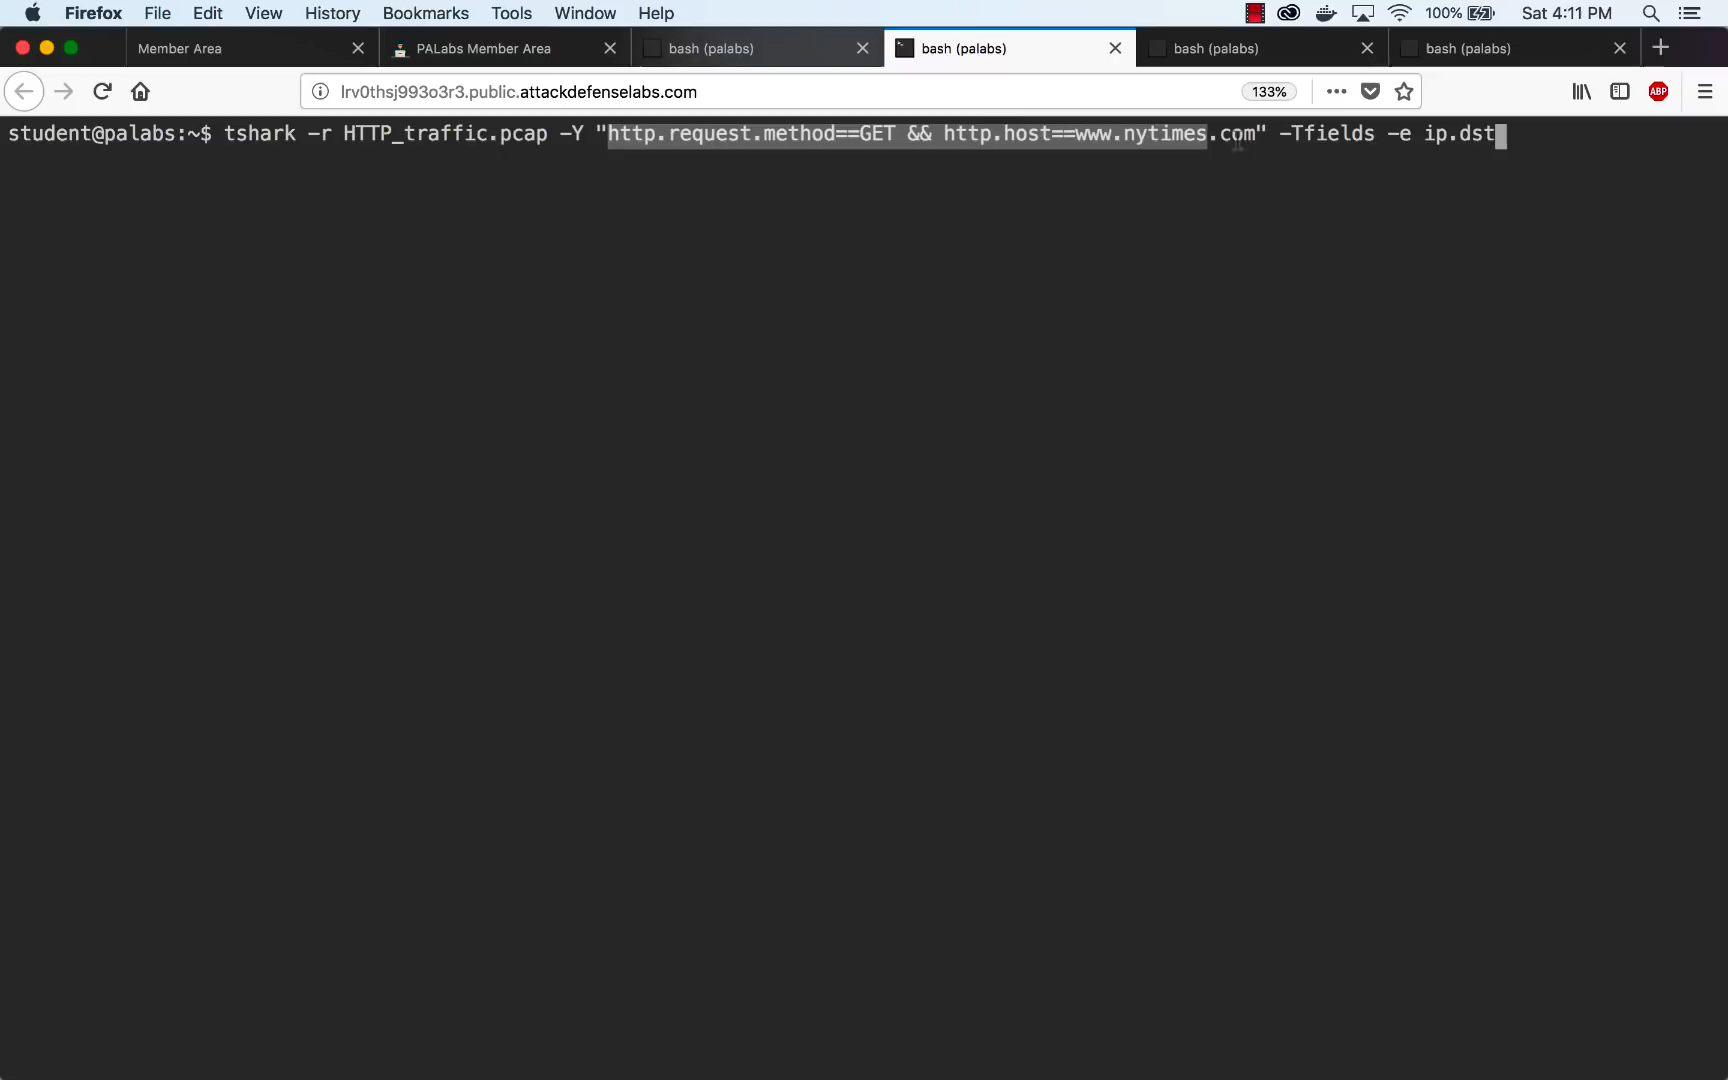 Firefox File Edit View History Bookmarks Tools Window Help 100% Sat 4:11 PM
Member Area PALabs Member Area bash (palabs) bash (palabs) bash (palabs) bash (palabs)
lrv0thsj993o3r3.public.attackdefenselabs.com 133% ABP
student@palabs:~$ tshark -r HTTP_traffic.pcap -Y "http.request.method==GET && http.host==www.nytimes.com" -Tfields -e ip.dst